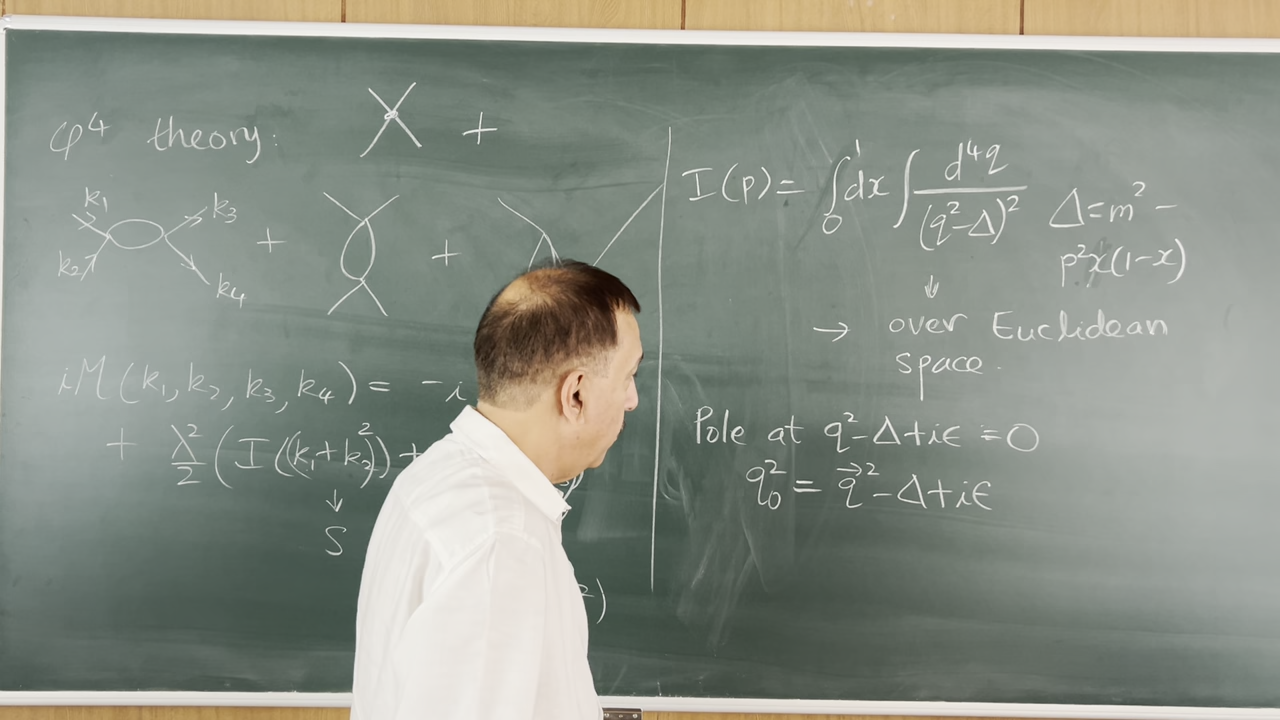 φ⁴ theory:
+
k₁ k₃
+ +
k₂ k₄
iM(k₁, k₂, k₃, k₄) = -i
+ λ²/2 (I((k₁+k₂)²) +
↓
S
²)
I(p) = ∫₀¹ dx ∫ d⁴q/(q²-Δ)² Δ=m² -
p²x(1-x)
↓
→ over Euclidean
space.
Pole at q²-Δ+iϵ =0
q₀² = q⃗²-Δ+iϵ